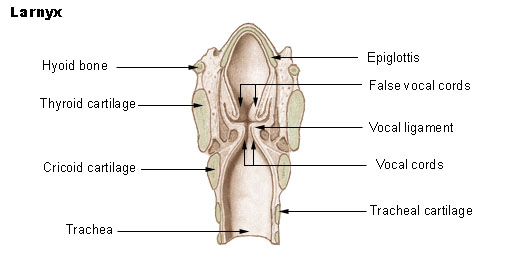 Larnyx
Hyoid bone
Thyroid cartilage
Cricoid cartilage
Trachea
Epiglottis
False vocal cords
Vocal ligament
Vocal cords
Tracheal cartilage